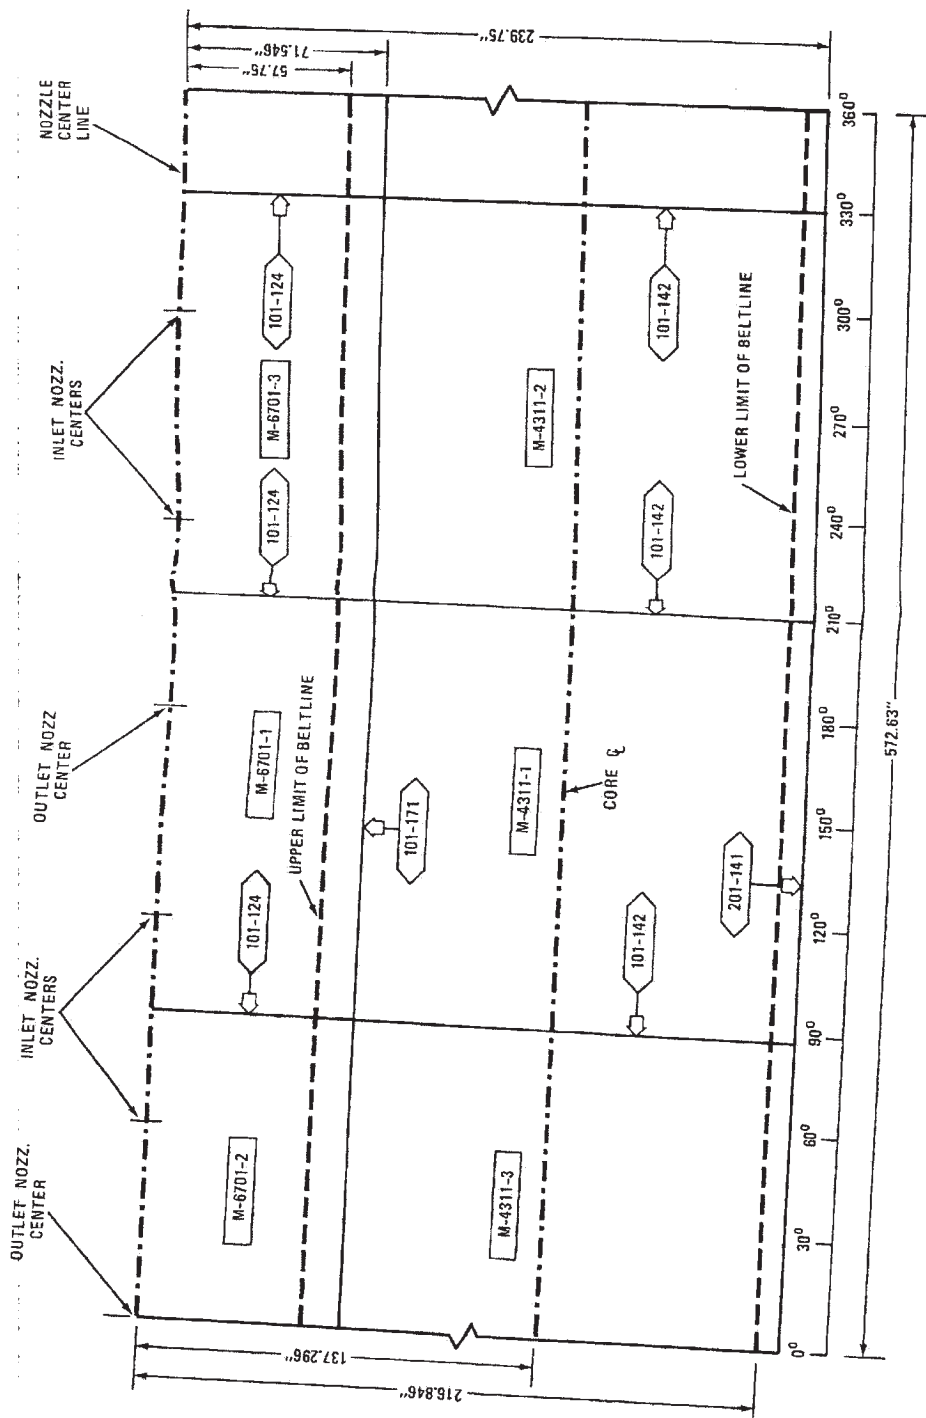 OUTLET NOZZ.
CENTER
INLET NOZZ.
CENTERS
OUTLET NOZZ
CENTER
INLET NOZZ.
CENTERS
NOZZLE
CENTER
LINE
M-6701-2
101-124
M-6701-1
101-124
M-6701-3
101-124
57.75"
71.546"
239.75"
UPPER LIMIT OF BELTLINE
137.296"
216.846"
M-4311-3
101-171
M-4311-1
M-4311-2
CORE ℄
101-142
101-142
101-142
201-141
LOWER LIMIT OF BELTLINE
0°
30°
60°
90°
120°
150°
180°
210°
240°
270°
300°
330°
360°
572.63"